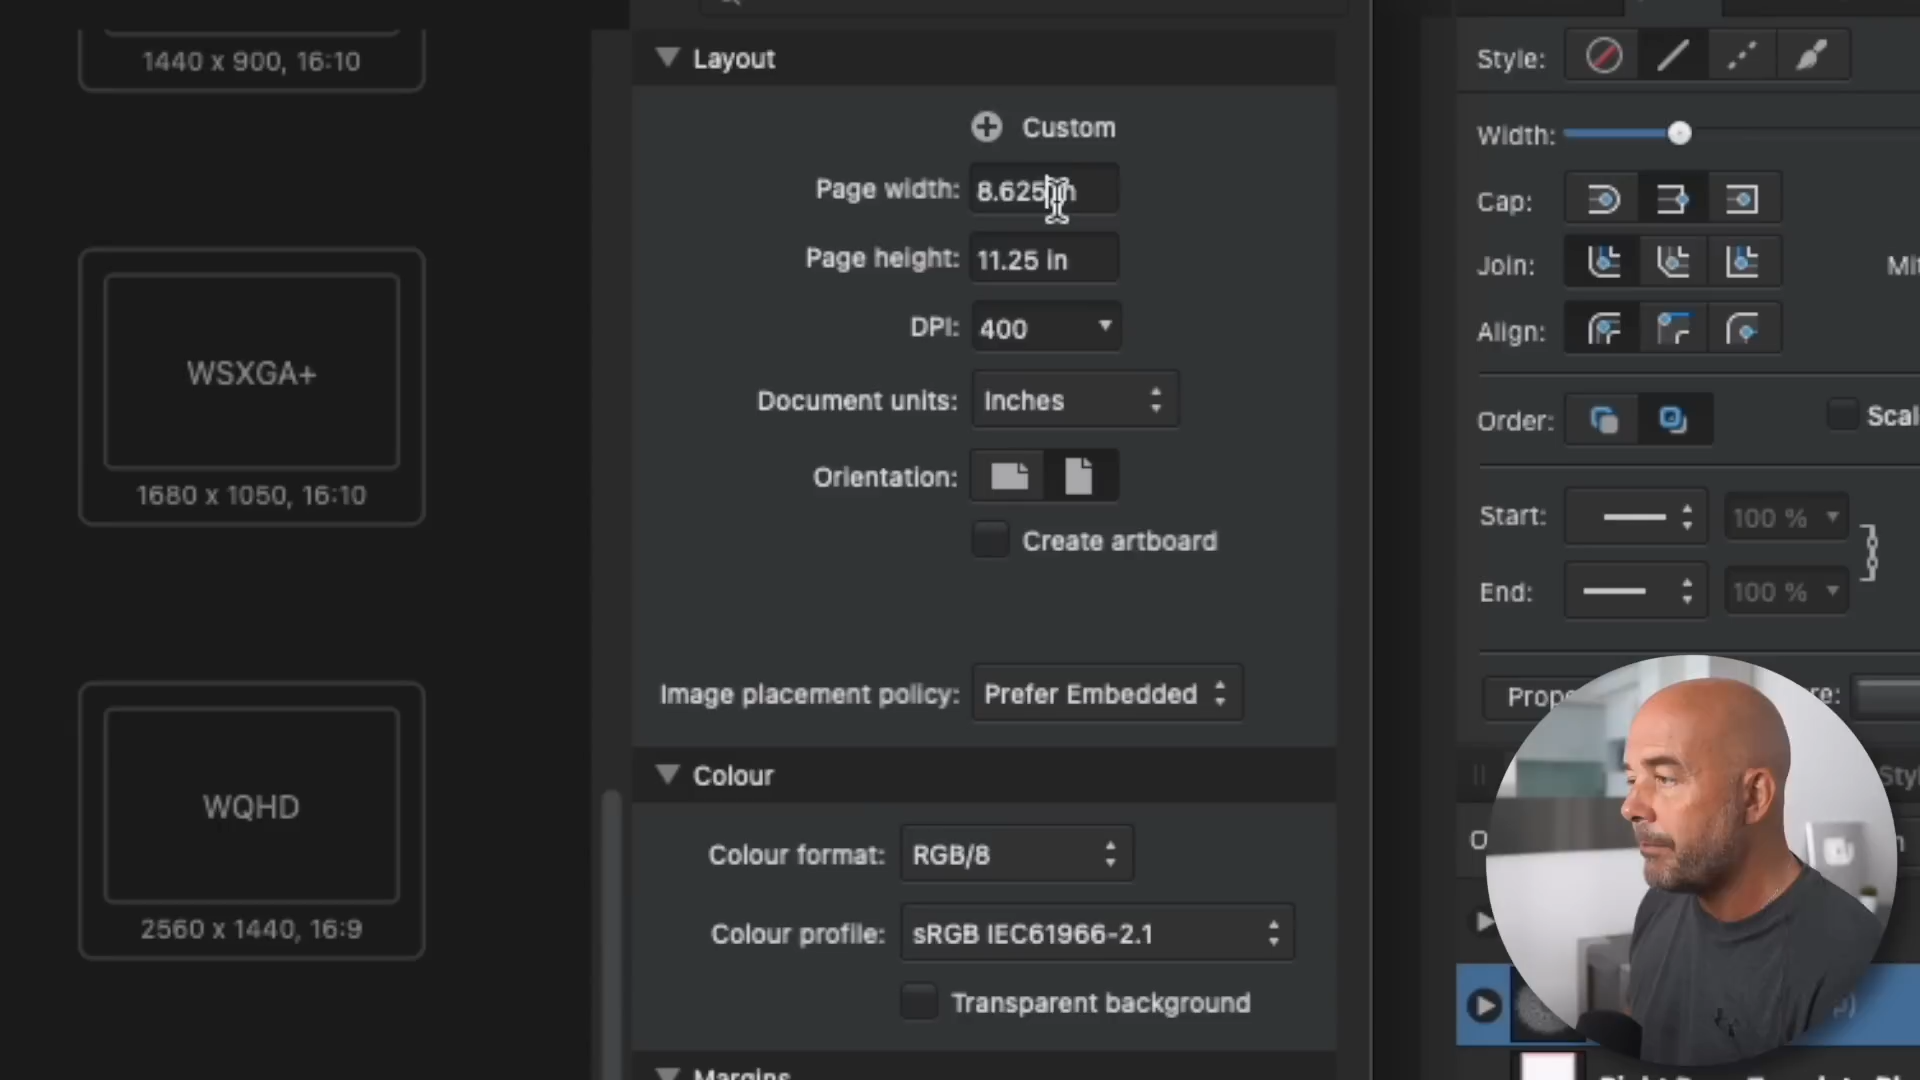 1440 x 900, 16:10
WSXGA+
1680 x 1050, 16:10
WQHD
2560 x 1440, 16:9
Layout
Custom
Page width: 8.625 in
Page height: 11.25 in
DPI: 400
Document units: Inches
Orientation:
Create artboard
Image placement policy: Prefer Embedded
Colour
Colour format: RGB/8
Colour profile: sRGB IEC61966-2.1
Transparent background
Margins
Style:
Width:
Cap:
Join:
Align:
Order:
Start: 100 %
End: 100 %